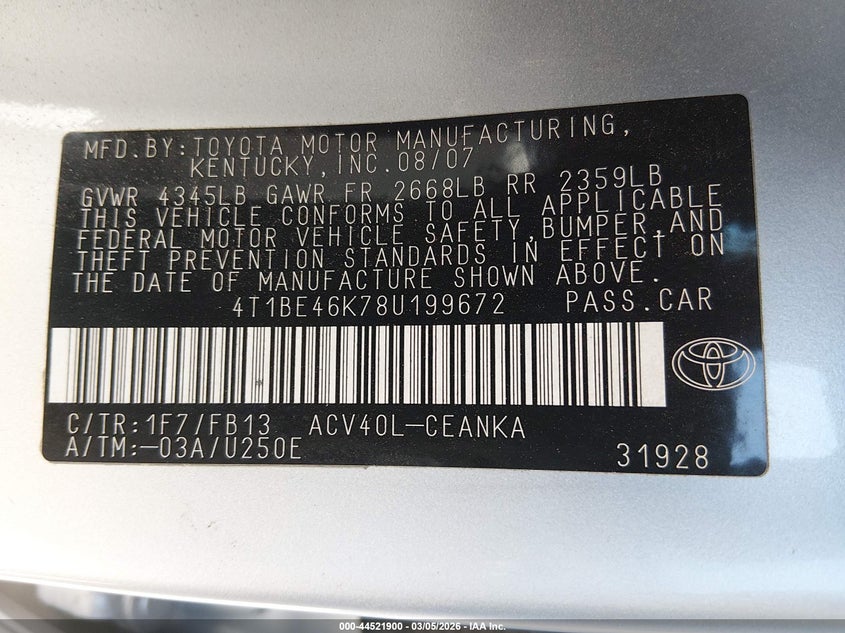 MFD.BY:TOYOTA MOTOR MANUFACTURING,
KENTUCKY,INC.08/07
GVWR 4345LB GAWR FR 2668LB RR 2359LB
THIS VEHICLE CONFORMS TO ALL APPLICABLE
FEDERAL MOTOR VEHICLE SAFETY,BUMPER,AND
THEFT PREVENTION STANDARDS IN EFFECT ON
THE DATE OF MANUFACTURE SHOWN ABOVE.
4T1BE46K78U199672 PASS.CAR
C/TR:1F7/FB13 ACV40L-CEANKA
A/TM:-03A/U250E
31928
000-44521900 - 03/05/2026 - IAA Inc.